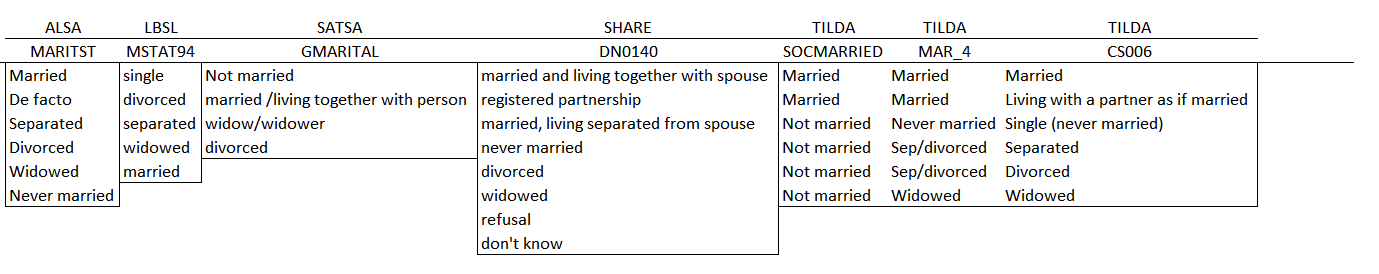 ALSA LBSL SATSA SHARE TILDA TILDA TILDA
MARITST MSTAT94 GMARITAL DN0140 SOCMARRIED MAR_4 CS006
Married single Not married married and living together with spouse Married Married Married
De facto divorced married /living together with person registered partnership Married Married Living with a partner as if married
Separated separated widow/widower married, living separated from spouse Not married Never married Single (never married)
Divorced widowed divorced never married Not married Sep/divorced Separated
Widowed married divorced Not married Sep/divorced Divorced
Never married widowed Not married Widowed Widowed
refusal
don't know